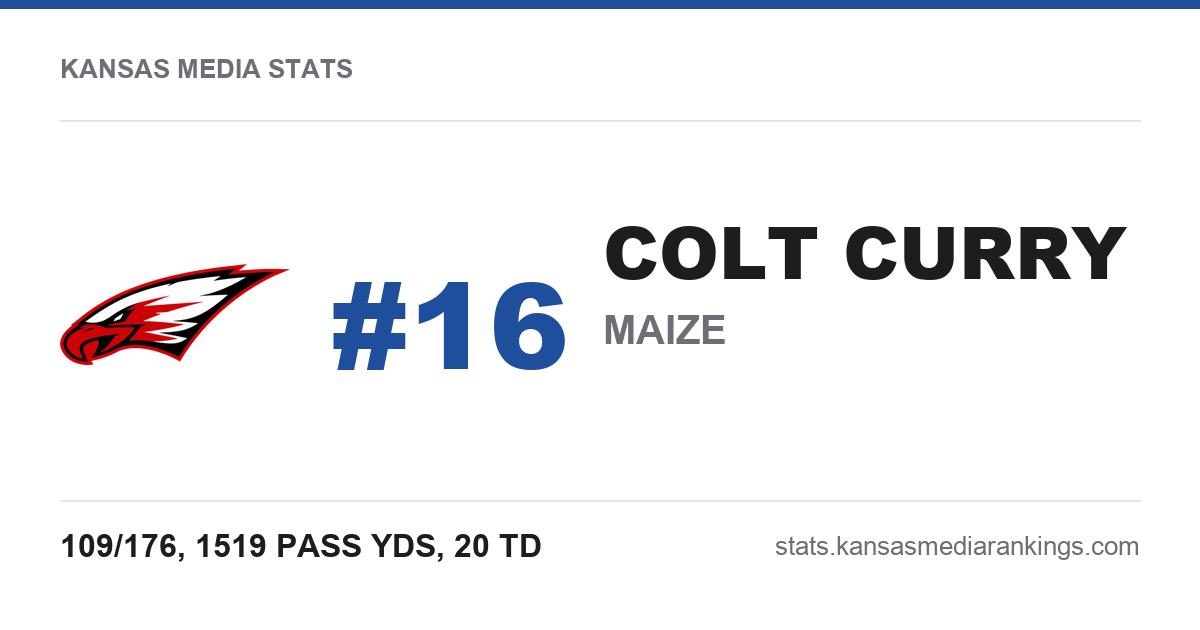 KANSAS MEDIA STATS
#16
COLT CURRY
MAIZE
109/176, 1519 PASS YDS, 20 TD
stats.kansasmediarankings.com